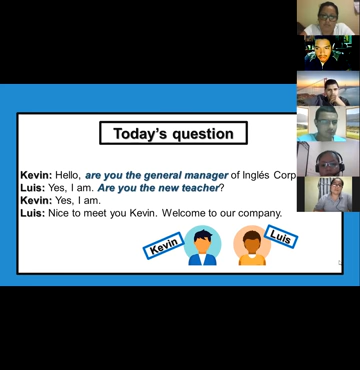 Today's question
Kevin: Hello, are you the general manager of Inglés Corp
Luis: Yes, I am. Are you the new teacher?
Kevin: Yes, I am.
Luis: Nice to meet you Kevin. Welcome to our company.
Kevin
Luis